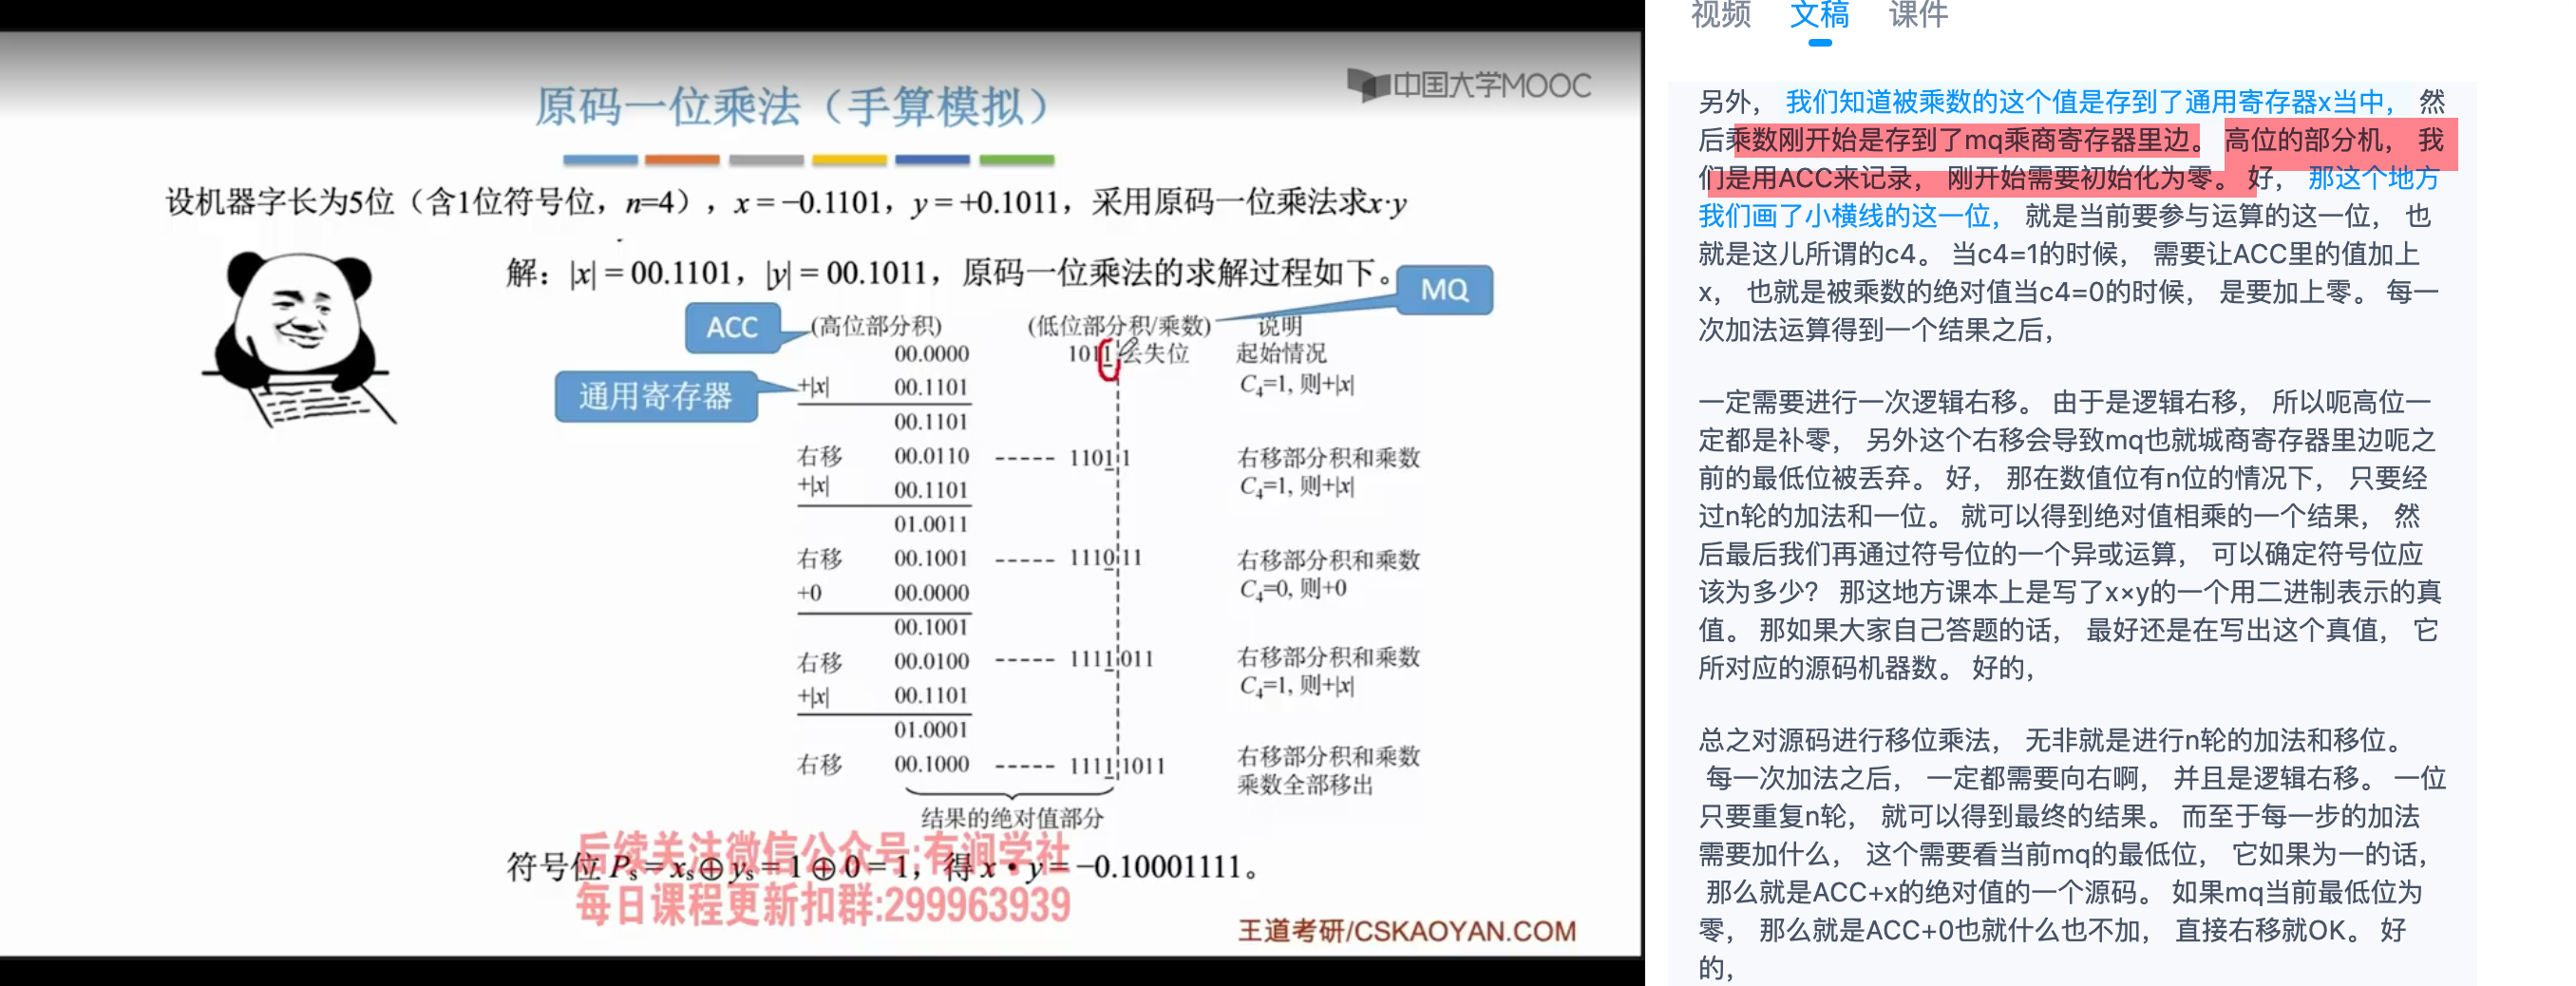 中国大学MOOC
原码一位乘法（手算模拟）
设机器字长为5位（含1位符号位，n=4），x = −0.1101，y = +0.1011，采用原码一位乘法求x·y
解：|x| = 00.1101，|y| = 00.1011，原码一位乘法的求解过程如下。
MQ
ACC
(高位部分积) (低位部分积/乘数) 说明
00.0000 1011 丢失位 起始情况
通用寄存器
+|x| 00.1101 C₄=1, 则+|x|
00.1101
右移 00.0110 ----- 1101 1 右移部分积和乘数
+|x| 00.1101 C₄=1, 则+|x|
01.0011
右移 00.1001 ----- 1110 11 右移部分积和乘数
+0 00.0000 C₄=0, 则+0
00.1001
右移 00.0100 ----- 1111 011 右移部分积和乘数
+|x| 00.1101 C₄=1, 则+|x|
01.0001
右移 00.1000 ----- 1111 1011 右移部分积和乘数
乘数全部移出
结果的绝对值部分
后续关注微信公众号:有涧学社
符号位 Pₛ = xₛ⊕yₛ = 1⊕0 = 1，得 x • y = −0.10001111。
每日课程更新扣群:299963939
王道考研/CSKAOYAN.COM
视频 文稿 课件
另外， 我们知道被乘数的这个值是存到了通用寄存器x当中， 然
后乘数刚开始是存到了mq乘商寄存器里边。 高位的部分机， 我
们是用ACC来记录， 刚开始需要初始化为零。 好， 那这个地方
我们画了小横线的这一位， 就是当前要参与运算的这一位， 也
就是这儿所谓的c4。 当c4=1的时候， 需要让ACC里的值加上
x， 也就是被乘数的绝对值当c4=0的时候， 是要加上零。 每一
次加法运算得到一个结果之后，
一定需要进行一次逻辑右移。 由于是逻辑右移， 所以呃高位一
定都是补零， 另外这个右移会导致mq也就城商寄存器里边呃之
前的最低位被丢弃。 好， 那在数值位有n位的情况下， 只要经
过n轮的加法和一位。 就可以得到绝对值相乘的一个结果， 然
后最后我们再通过符号位的一个异或运算， 可以确定符号位应
该为多少？ 那这地方课本上是写了x×y的一个用二进制表示的真
值。 那如果大家自己答题的话， 最好还是在写出这个真值， 它
所对应的源码机器数。 好的，
总之对源码进行移位乘法， 无非就是进行n轮的加法和移位。
每一次加法之后， 一定都需要向右啊， 并且是逻辑右移。 一位
只要重复n轮， 就可以得到最终的结果。 而至于每一步的加法
需要加什么， 这个需要看当前mq的最低位， 它如果为一的话，
那么就是ACC+x的绝对值的一个源码。 如果mq当前最低位为
零， 那么就是ACC+0也就什么也不加， 直接右移就OK。 好
的，